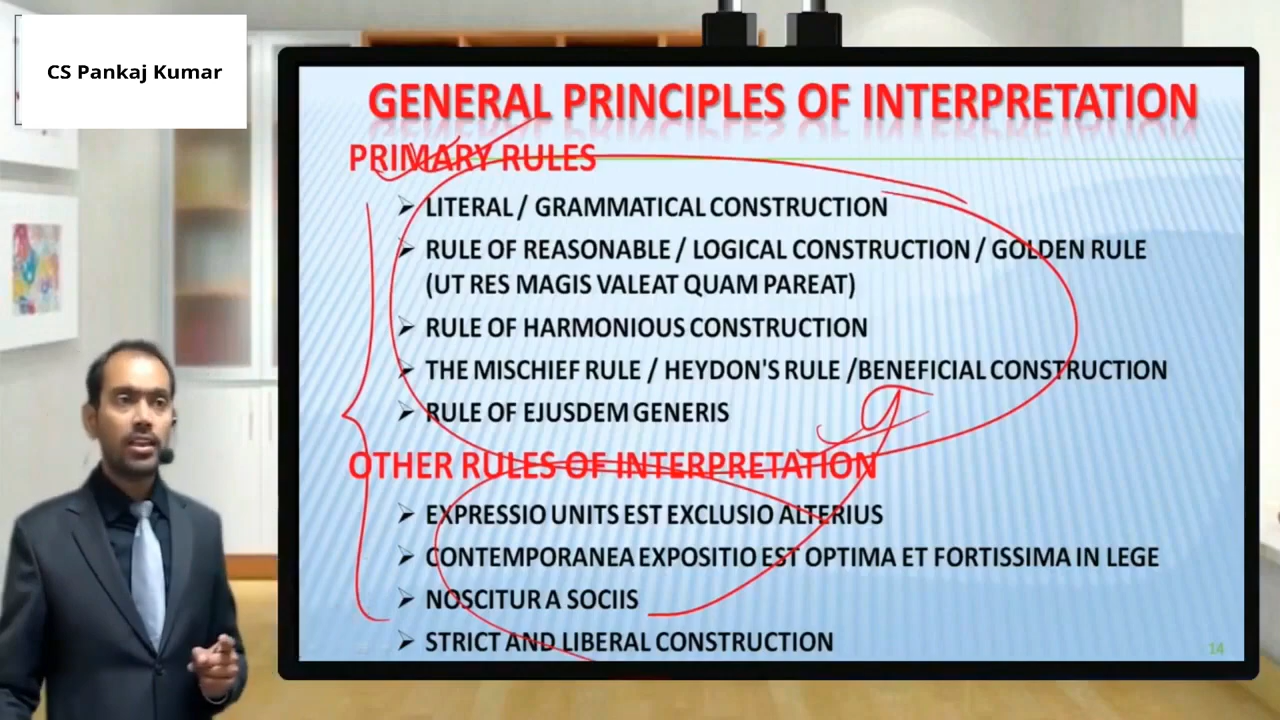 CS Pankaj Kumar
GENERAL PRINCIPLES OF INTERPRETATION
PRIMARY RULES
LITERAL / GRAMMATICAL CONSTRUCTION
RULE OF REASONABLE / LOGICAL CONSTRUCTION / GOLDEN RULE
(UT RES MAGIS VALEAT QUAM PAREAT)
RULE OF HARMONIOUS CONSTRUCTION
THE MISCHIEF RULE / HEYDON'S RULE /BENEFICIAL CONSTRUCTION
RULE OF EJUSDEM GENERIS
OTHER RULES OF INTERPRETATION
EXPRESSIO UNITS EST EXCLUSIO ALTERIUS
CONTEMPORANEA EXPOSITIO EST OPTIMA ET FORTISSIMA IN LEGE
NOSCITUR A SOCIIS
STRICT AND LIBERAL CONSTRUCTION
14